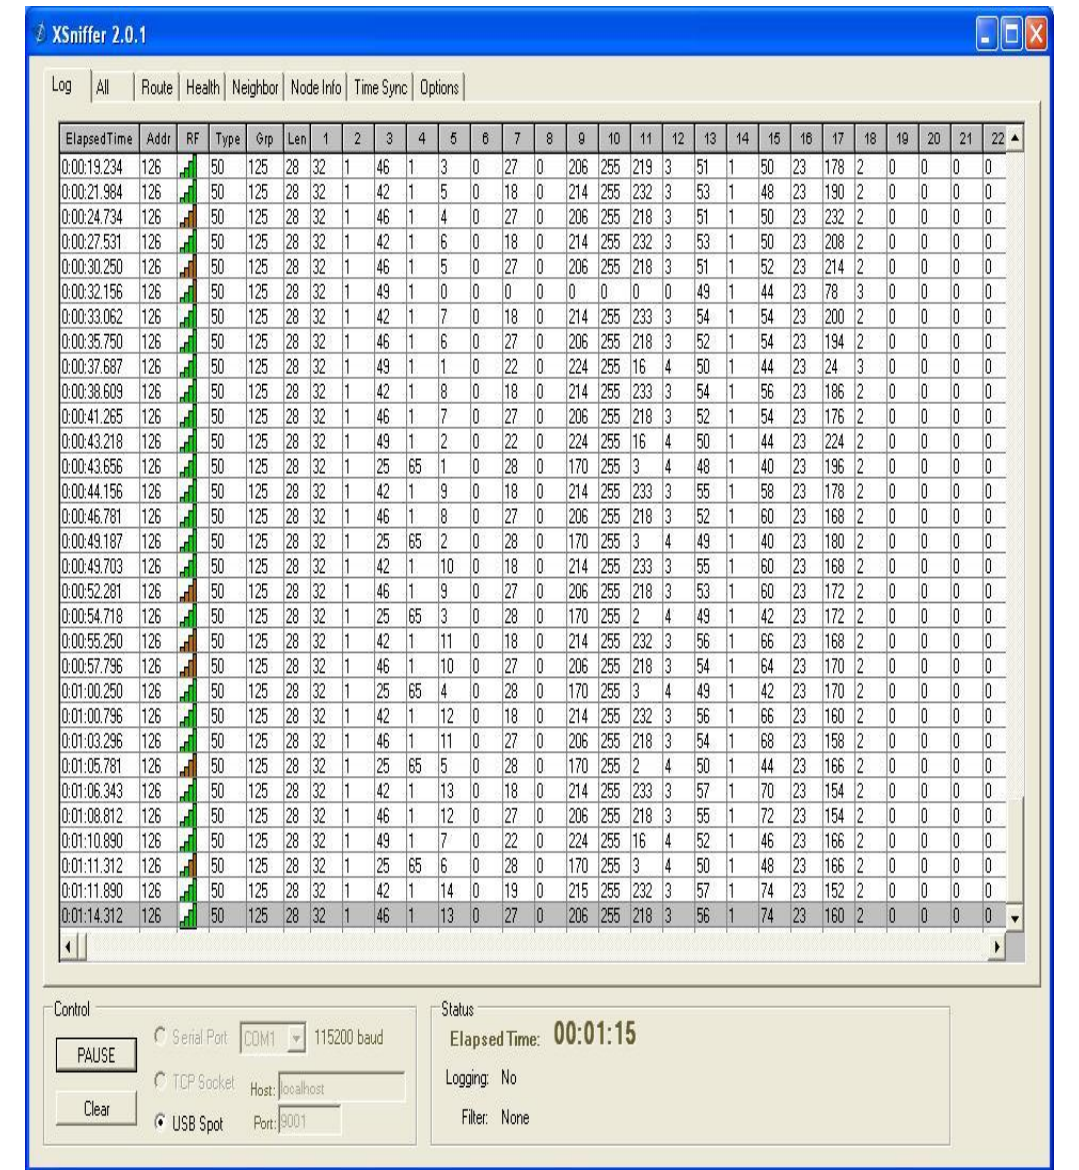 XSniffer 2.0.1
Log All Route Health Neighbor Node Info Time Sync Options
ElapsedTime Addr RF Type Grp Len 1 2 3 4 5 6 7 8 9 10 11 12 13 14 15 16 17 18 19 20 21 22
0:00:19.234 126 50 125 28 32 1 46 1 3 0 27 0 206 255 219 3 51 1 50 23 178 2 0 0 0 0
0:00:21.984 126 50 125 28 32 1 42 1 5 0 18 0 214 255 232 3 53 1 48 23 190 2 0 0 0 0
0:00:24.734 126 50 125 28 32 1 46 1 4 0 27 0 206 255 218 3 51 1 50 23 232 2 0 0 0 0
0:00:27.531 126 50 125 28 32 1 42 1 6 0 18 0 214 255 232 3 53 1 50 23 208 2 0 0 0 0
0:00:30.250 126 50 125 28 32 1 46 1 5 0 27 0 206 255 218 3 51 1 52 23 214 2 0 0 0 0
0:00:32.156 126 50 125 28 32 1 49 1 0 0 0 0 0 0 0 0 49 1 44 23 78 3 0 0 0 0
0:00:33.062 126 50 125 28 32 1 42 1 7 0 18 0 214 255 233 3 54 1 54 23 200 2 0 0 0 0
0:00:35.750 126 50 125 28 32 1 46 1 6 0 27 0 206 255 218 3 52 1 54 23 194 2 0 0 0 0
0:00:37.687 126 50 125 28 32 1 49 1 1 0 22 0 224 255 16 4 50 1 44 23 24 3 0 0 0 0
0:00:38.609 126 50 125 28 32 1 42 1 8 0 18 0 214 255 233 3 54 1 56 23 186 2 0 0 0 0
0:00:41.265 126 50 125 28 32 1 46 1 7 0 27 0 206 255 218 3 52 1 54 23 176 2 0 0 0 0
0:00:43.218 126 50 125 28 32 1 49 1 2 0 22 0 224 255 16 4 50 1 44 23 224 2 0 0 0 0
0:00:43.656 126 50 125 28 32 1 25 65 1 0 28 0 170 255 3 4 48 1 40 23 196 2 0 0 0 0
0:00:44.156 126 50 125 28 32 1 42 1 9 0 18 0 214 255 233 3 55 1 58 23 178 2 0 0 0 0
0:00:46.781 126 50 125 28 32 1 46 1 8 0 27 0 206 255 218 3 52 1 60 23 168 2 0 0 0 0
0:00:49.187 126 50 125 28 32 1 25 65 2 0 28 0 170 255 3 4 49 1 40 23 180 2 0 0 0 0
0:00:49.703 126 50 125 28 32 1 42 1 10 0 18 0 214 255 233 3 55 1 60 23 168 2 0 0 0 0
0:00:52.281 126 50 125 28 32 1 46 1 9 0 27 0 206 255 218 3 53 1 60 23 172 2 0 0 0 0
0:00:54.718 126 50 125 28 32 1 25 65 3 0 28 0 170 255 2 4 49 1 42 23 172 2 0 0 0 0
0:00:55.250 126 50 125 28 32 1 42 1 11 0 18 0 214 255 232 3 56 1 66 23 168 2 0 0 0 0
0:00:57.796 126 50 125 28 32 1 46 1 10 0 27 0 206 255 218 3 54 1 64 23 170 2 0 0 0 0
0:01:00.250 126 50 125 28 32 1 25 65 4 0 28 0 170 255 3 4 49 1 42 23 170 2 0 0 0 0
0:01:00.796 126 50 125 28 32 1 42 1 12 0 18 0 214 255 232 3 56 1 66 23 160 2 0 0 0 0
0:01:03.296 126 50 125 28 32 1 46 1 11 0 27 0 206 255 218 3 54 1 68 23 158 2 0 0 0 0
0:01:05.781 126 50 125 28 32 1 25 65 5 0 28 0 170 255 2 4 50 1 44 23 166 2 0 0 0 0
0:01:06.343 126 50 125 28 32 1 42 1 13 0 18 0 214 255 233 3 57 1 70 23 154 2 0 0 0 0
0:01:08.812 126 50 125 28 32 1 46 1 12 0 27 0 206 255 218 3 55 1 72 23 154 2 0 0 0 0
0:01:10.890 126 50 125 28 32 1 49 1 7 0 22 0 224 255 16 4 52 1 46 23 166 2 0 0 0 0
0:01:11.312 126 50 125 28 32 1 25 65 6 0 28 0 170 255 3 4 50 1 48 23 166 2 0 0 0 0
0:01:11.890 126 50 125 28 32 1 42 1 14 0 19 0 215 255 232 3 57 1 74 23 152 2 0 0 0 0
0:01:14.312 126 50 125 28 32 1 46 1 13 0 27 0 206 255 218 3 56 1 74 23 160 2 0 0 0 0
Control
PAUSE
Clear
Serial Port COM1 115200 baud
TCP Socket Host: localhost
USB Spot Port: 9001
Status
Elapsed Time: 00:01:15
Logging: No
Filter: None